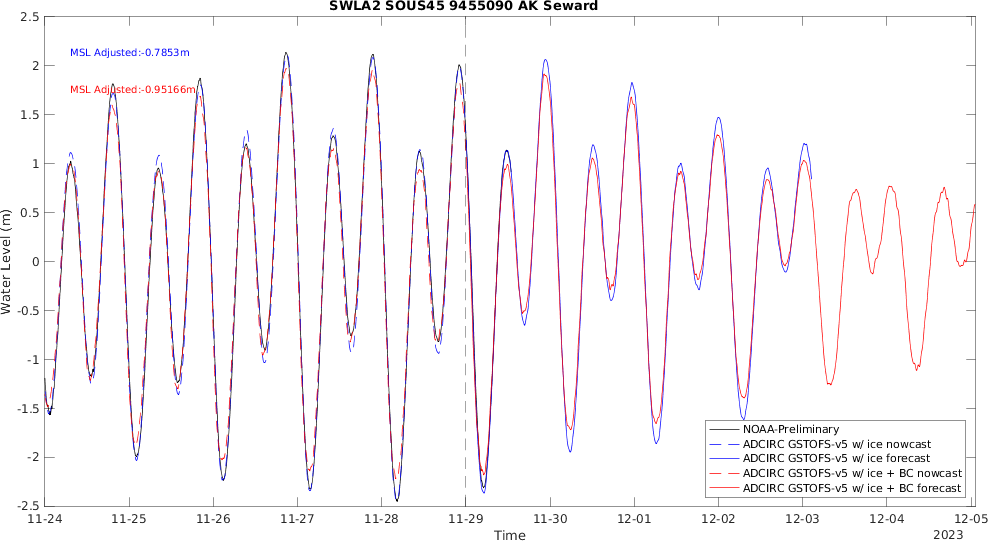 SWLA2 SOUS45 9455090 AK Seward
MSL Adjusted:-0.7853m
MSL Adjusted:-0.95166m
Water Level (m)
2.5
2
1.5
1
0.5
0
-0.5
-1
-1.5
-2
-2.5
NOAA-Preliminary
ADCIRC GSTOFS-v5 w/ ice nowcast
ADCIRC GSTOFS-v5 w/ ice forecast
ADCIRC GSTOFS-v5 w/ ice + BC nowcast
ADCIRC GSTOFS-v5 w/ ice + BC forecast
11-24 11-25 11-26 11-27 11-28 11-29 11-30 12-01 12-02 12-03 12-04 12-05
Time
2023